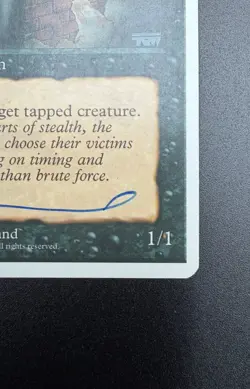 get tapped creature.
rts of stealth, the
choose their victims
g on timing and
than brute force.
and
ll rights reserved
1/1